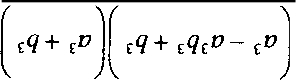 (a³ − a³b³ + b³)(a³ + b³)